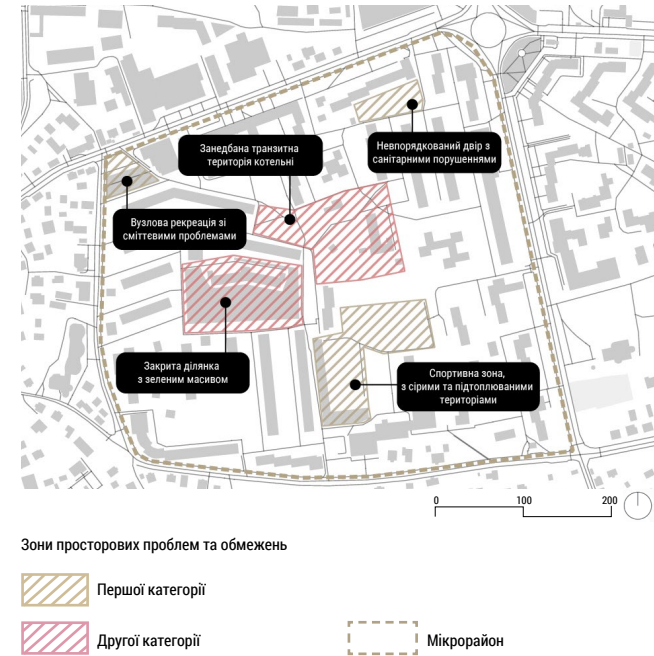 Невпорядкований двір з
санітарними порушеннями
Занедбана транзитна
територія котельні
Вузлова рекреація зі
сміттєвими проблемами
Закрита ділянка
з зеленим масивом
Спортивна зона,
з сірими та підтоплюваними
територіями
0 100 200
Зони просторових проблем та обмежень
Першої категорії
Другої категорії
Мікрорайон